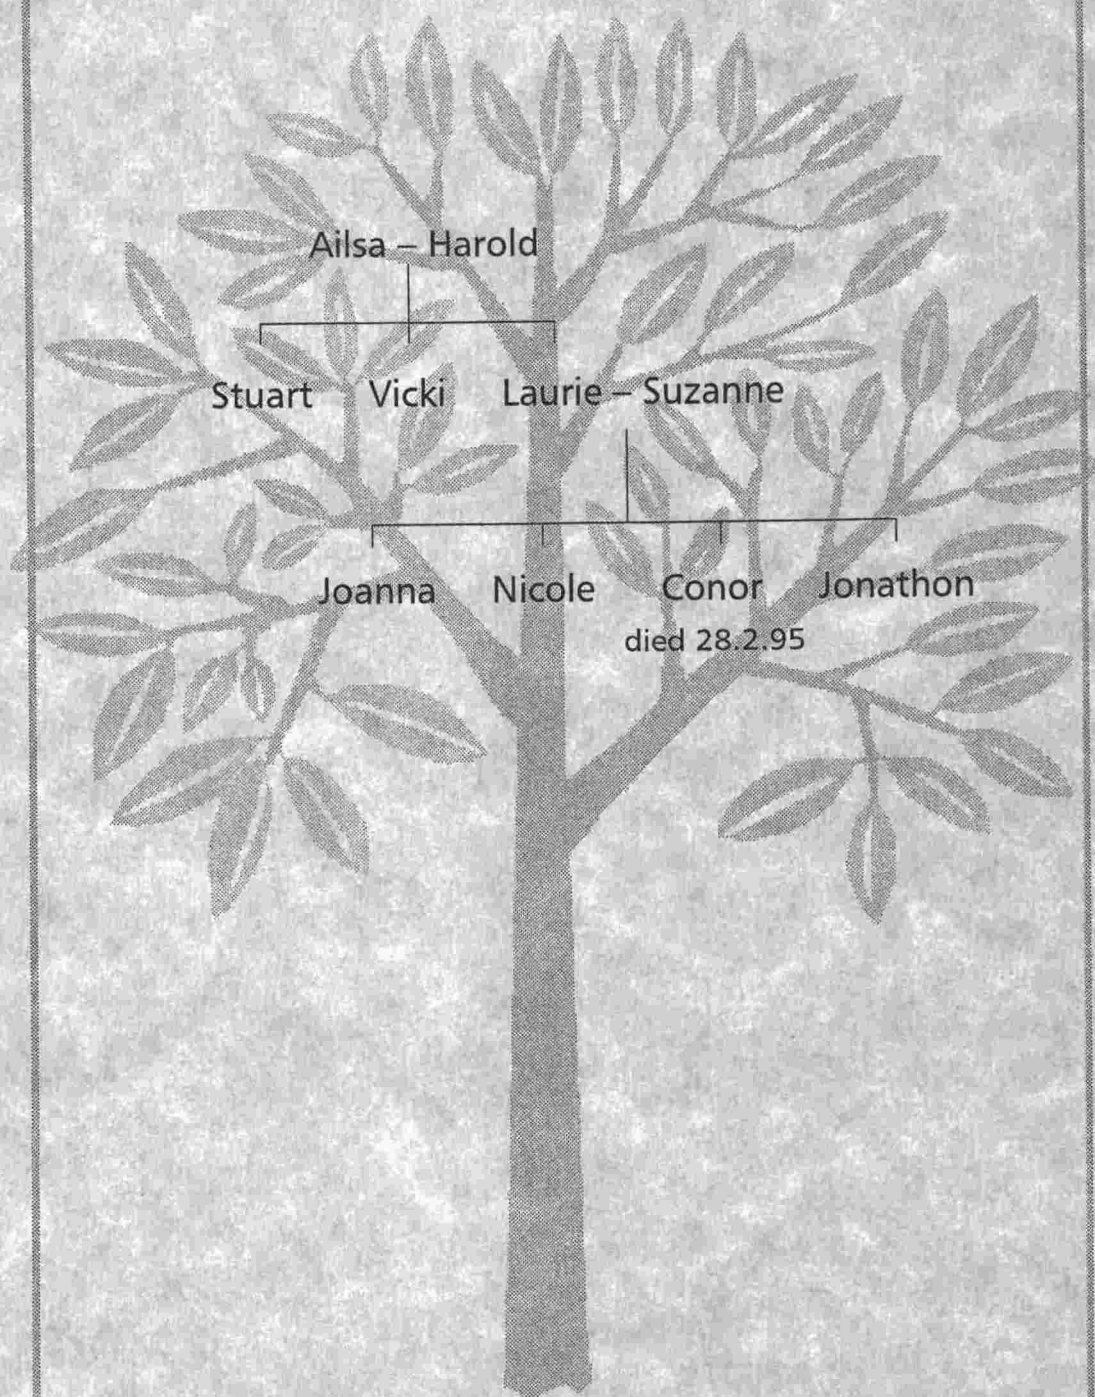 Ailsa – Harold
Stuart Vicki Laurie – Suzanne
Joanna Nicole Conor Jonathon
died 28.2.95